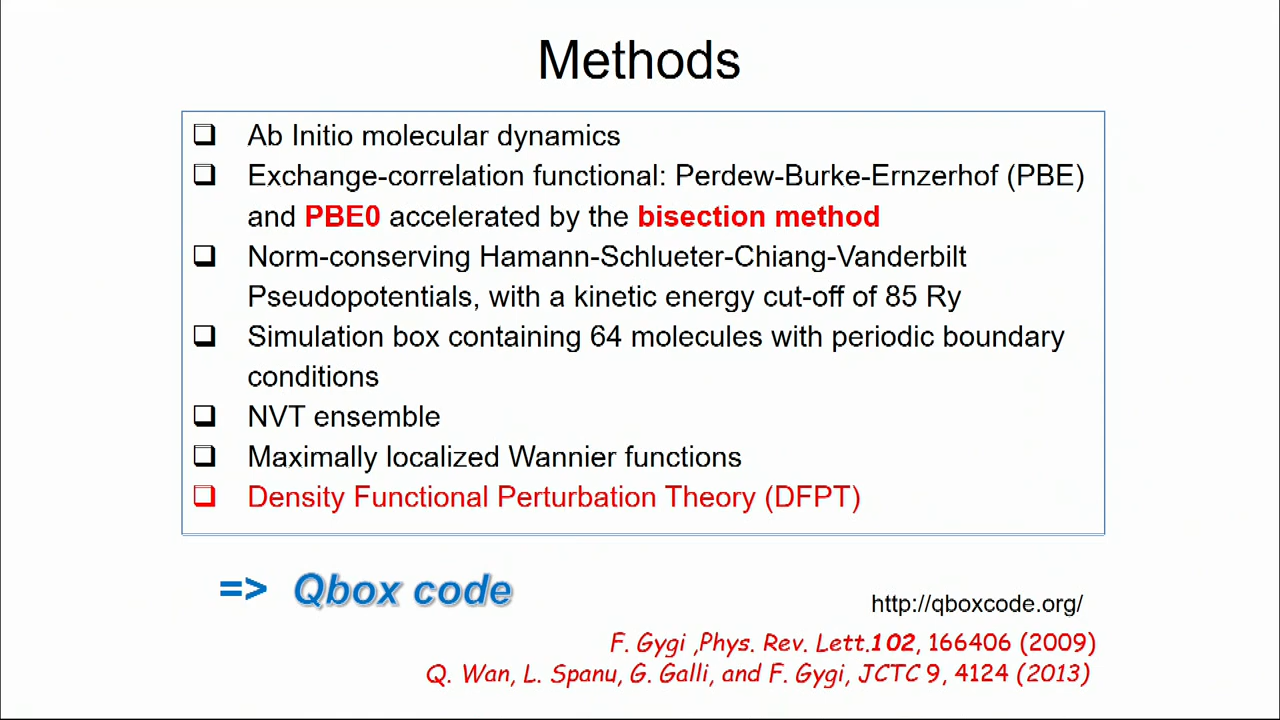 Methods
❑ Ab Initio molecular dynamics
❑ Exchange-correlation functional: Perdew-Burke-Ernzerhof (PBE)
and PBE0 accelerated by the bisection method
❑ Norm-conserving Hamann-Schlueter-Chiang-Vanderbilt
Pseudopotentials, with a kinetic energy cut-off of 85 Ry
❑ Simulation box containing 64 molecules with periodic boundary
conditions
❑ NVT ensemble
❑ Maximally localized Wannier functions
❑ Density Functional Perturbation Theory (DFPT)
=> Qbox code
http://qboxcode.org/
F. Gygi ,Phys. Rev. Lett.102, 166406 (2009)
Q. Wan, L. Spanu, G. Galli, and F. Gygi, JCTC 9, 4124 (2013)